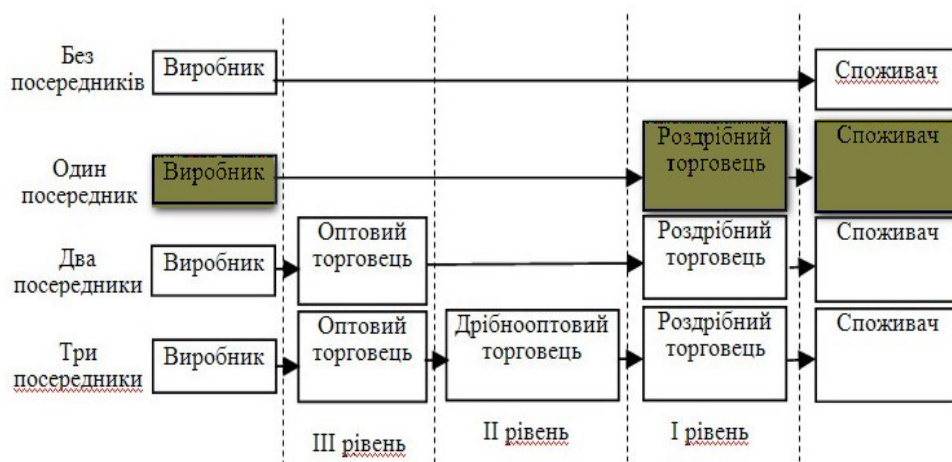 Без
посередників
Виробник
Споживач
Один
посередник
Виробник
Роздрібний
торговець
Споживач
Два
посередники
Виробник
Оптовий
торговець
Роздрібний
торговець
Споживач
Три
посередники
Виробник
Оптовий
торговець
Дрібнооптовий
торговець
Роздрібний
торговець
Споживач
III рівень
II рівень
I рівень